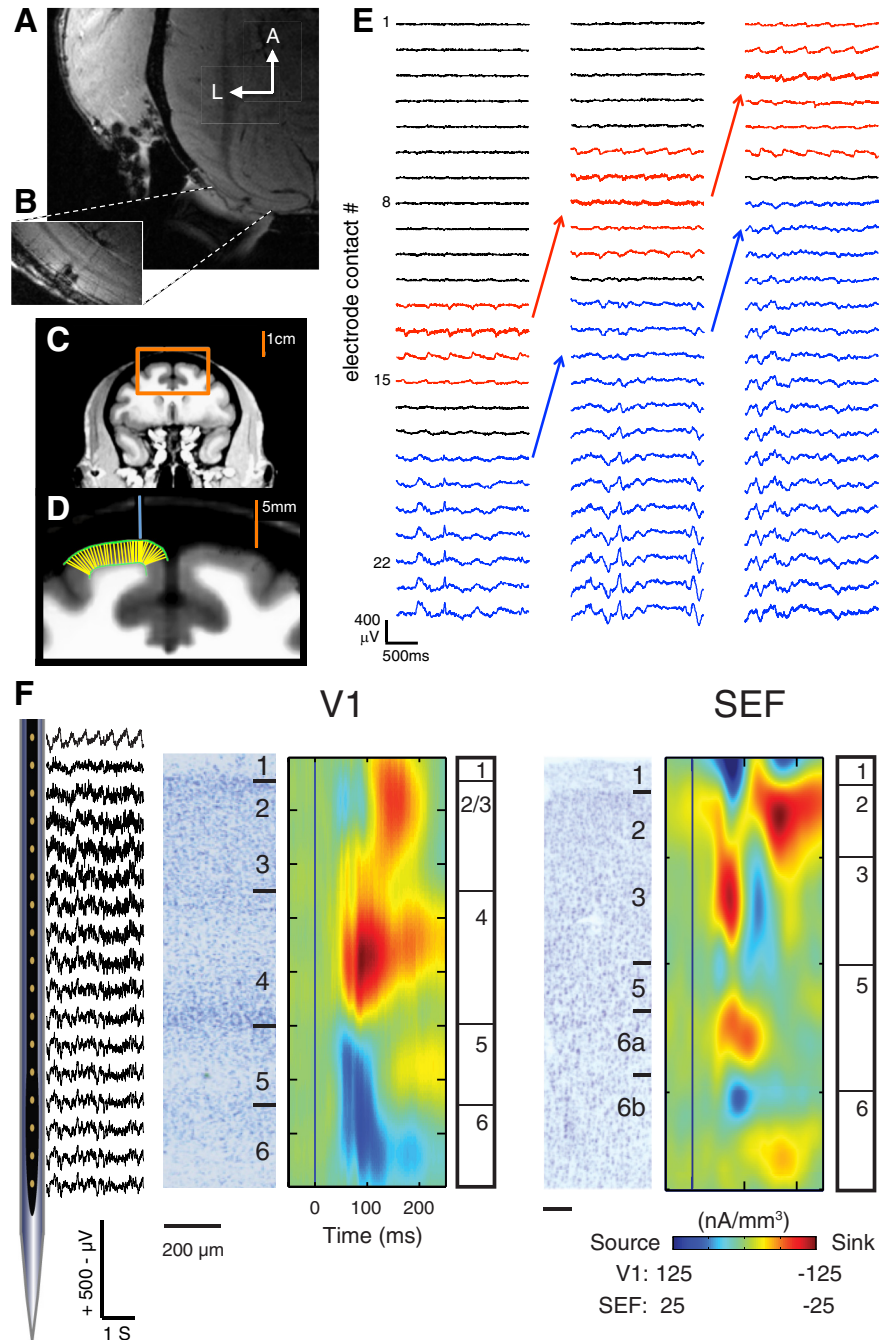 A
A
L
B
C
1cm
D
5mm
E
electrode contact #
1
8
15
22
400
µV
500ms
F
+ 500 - µV
1 S
V1
1
2
3
4
5
6
200 µm
0 100 200
Time (ms)
1
2/3
4
5
6
SEF
1
2
3
5
6a
6b
1
2
3
5
6
(nA/mm³)
Source Sink
V1: 125 -125
SEF: 25 -25